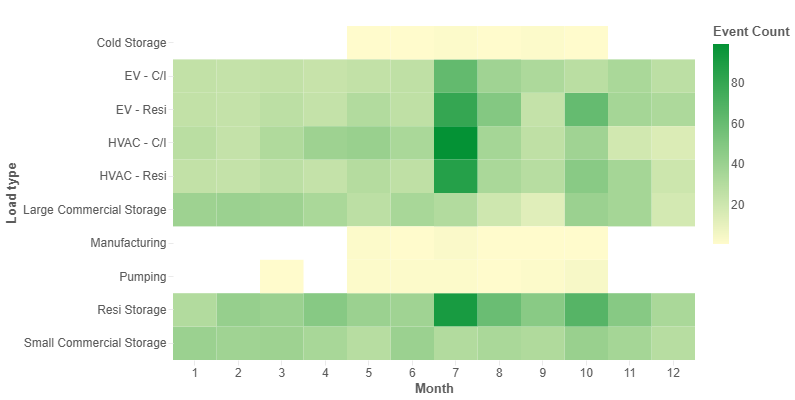 Event Count
Cold Storage
EV - C/I
EV - Resi
HVAC - C/I
HVAC - Resi
Large Commercial Storage
Manufacturing
Pumping
Resi Storage
Small Commercial Storage
Load type
80
60
40
20
1 2 3 4 5 6 7 8 9 10 11 12
Month